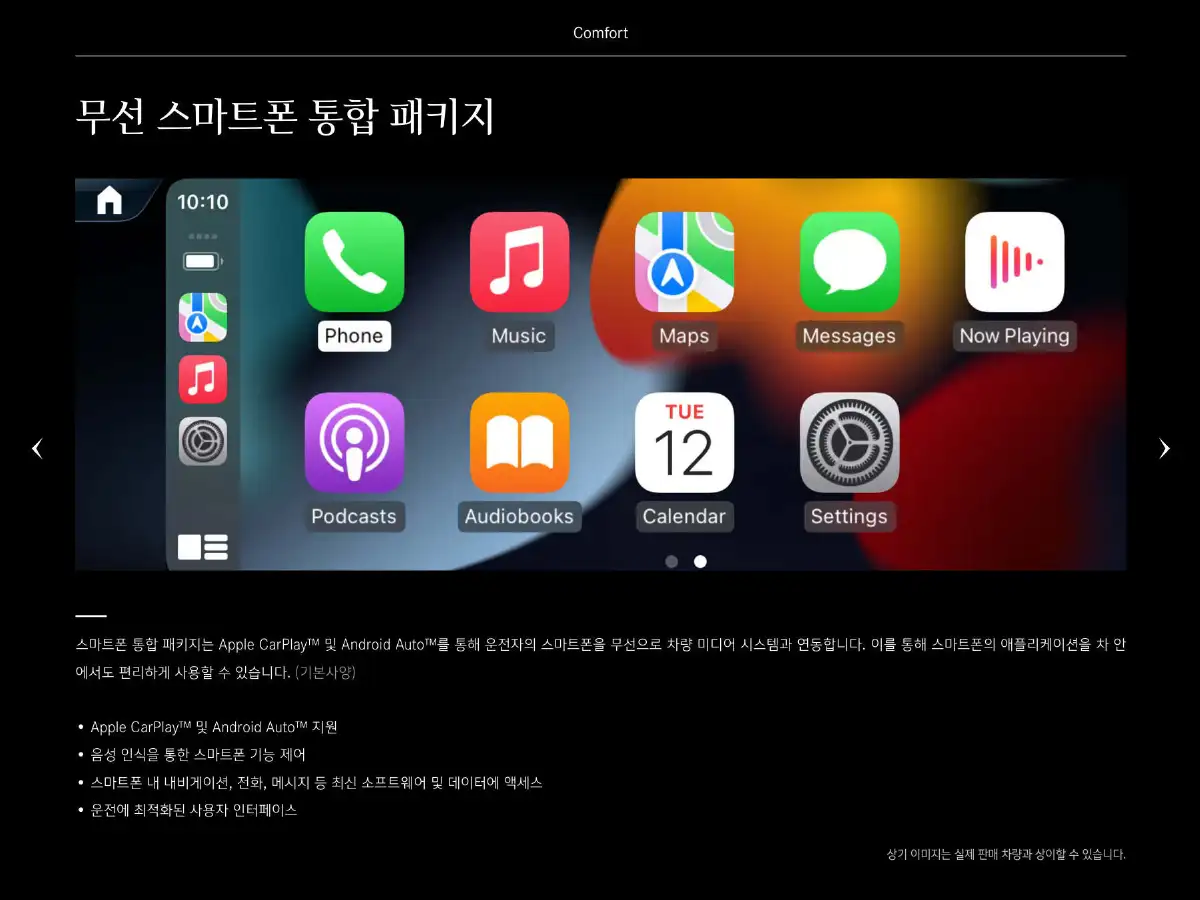 Comfort
무선 스마트폰 통합 패키지
10:10
Phone
Music
Maps
Messages
Now Playing
Podcasts
Audiobooks
TUE
12
Calendar
Settings
스마트폰 통합 패키지는 Apple CarPlay™ 및 Android Auto™를 통해 운전자의 스마트폰을 무선으로 차량 미디어 시스템과 연동합니다. 이를 통해 스마트폰의 애플리케이션을 차 안
에서도 편리하게 사용할 수 있습니다. (기본사양)
• Apple CarPlay™ 및 Android Auto™ 지원
• 음성 인식을 통한 스마트폰 기능 제어
• 스마트폰 내 내비게이션, 전화, 메시지 등 최신 소프트웨어 및 데이터에 액세스
• 운전에 최적화된 사용자 인터페이스
상기 이미지는 실제 판매 차량과 상이할 수 있습니다.